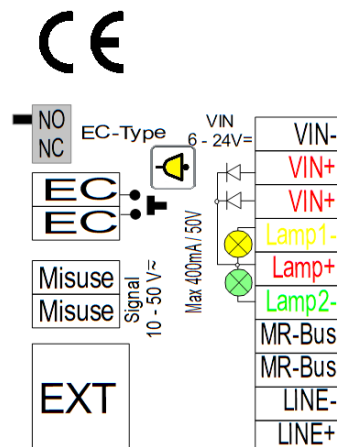 CE
NO
NC
EC-Type
EC
EC
Misuse
Misuse
Signal
10 - 50 V≂
EXT
VIN
6 - 24V=
Max 400mA/ 50V
VIN-
VIN+
VIN+
Lamp1-
Lamp+
Lamp2-
MR-Bus
MR-Bus
LINE-
LINE+